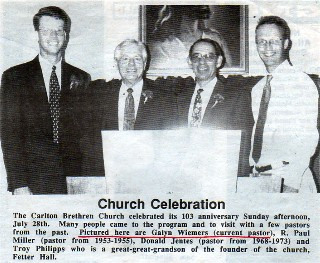 Church Celebration
The Carlton Brethren Church celebrated its 103 anniversary Sunday afternoon,
July 28th. Many people came to the program and to visit with a few pastors
from the past. Pictured here are Galyn Wiemers (current pastor), R. Paul
Miller (pastor from 1953-1955), Donald Jentes (pastor from 1968-1973) and
Troy Philipps who is a great-great-grandson of the founder of the church,
Fetter Hall.